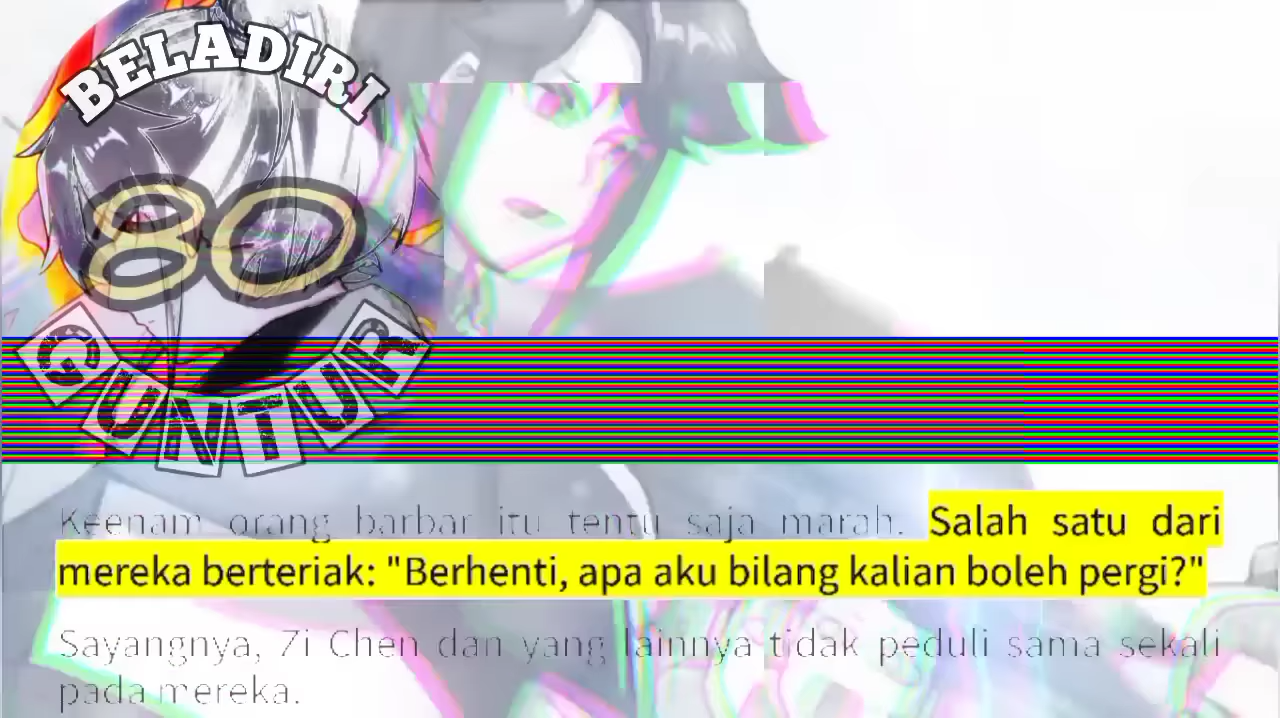 BELADIRI
80
GUNTUR
Keenam orang barbar itu tentu saja marah. Salah satu dari
mereka berteriak: "Berhenti, apa aku bilang kalian boleh pergi?"
Sayangnya, Zi Chen dan yang lainnya tidak peduli sama sekali
pada mereka.